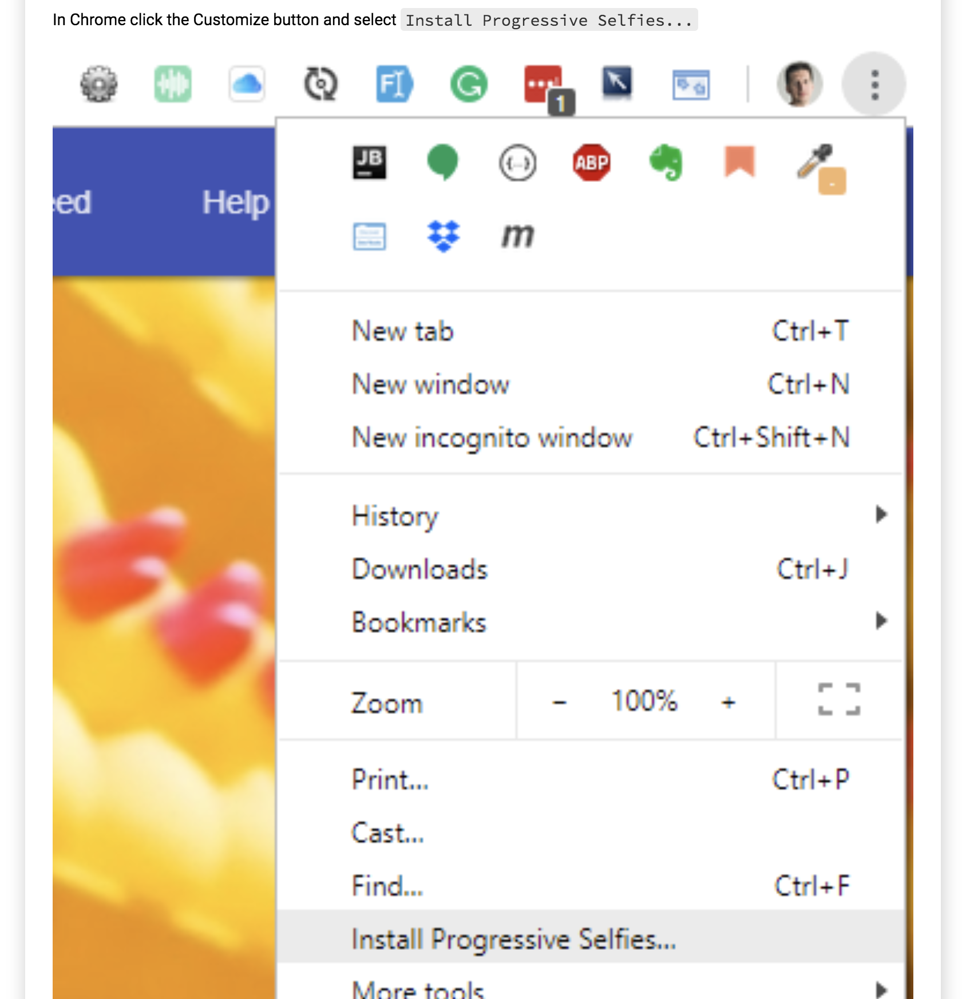 In Chrome click the Customize button and select Install Progressive Selfies...
FI
1
JB
{...}
ABP
-
m
eed Help
New tab Ctrl+T
New window Ctrl+N
New incognito window Ctrl+Shift+N
History
Downloads Ctrl+J
Bookmarks
Zoom − 100% +
Print... Ctrl+P
Cast...
Find... Ctrl+F
Install Progressive Selfies...
More tools